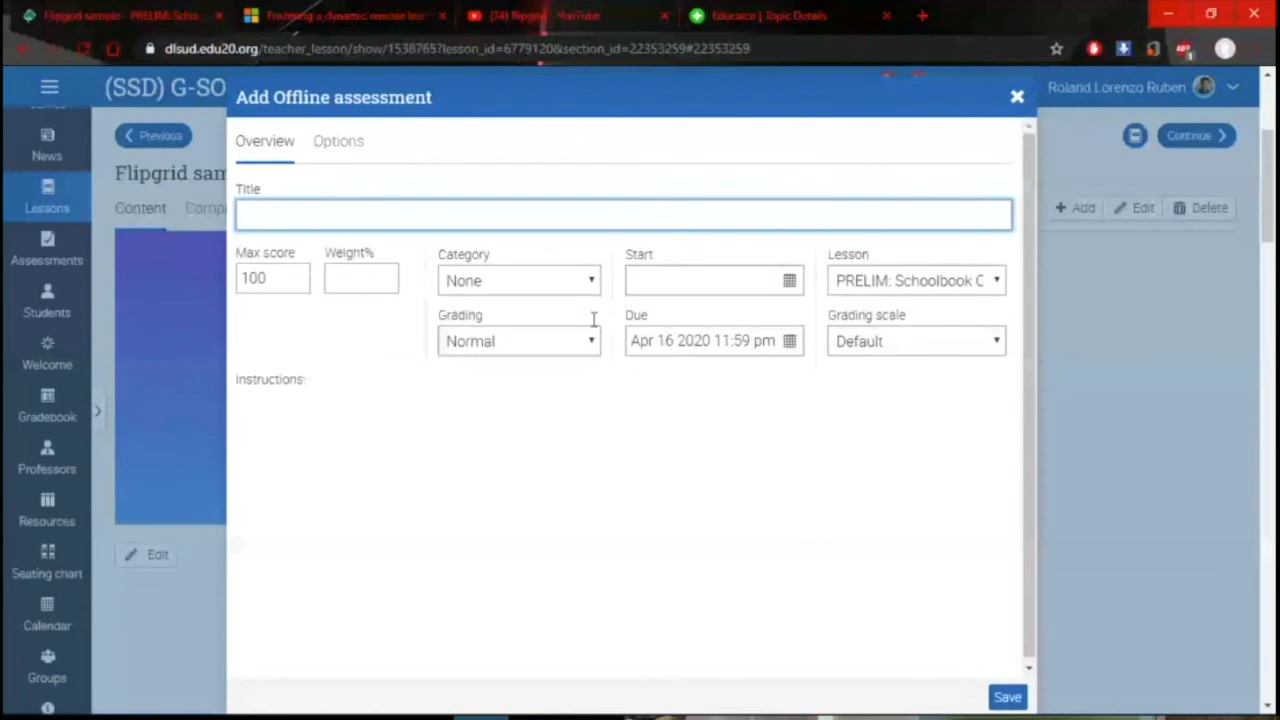 Flipgrid sample - PRELIM: Schoo
Fostering a dynamic remote lear
(34) flipgrid - YouTube
Educator | Topic Details
dlsud.edu20.org/teacher_lesson/show/1538765?lesson_id=6779120&section_id=22353259#22353259
(SSD) G-SO
Add Offline assessment
Roland Lorenzo Ruben
Previous
Continue
Flipgrid sam
Content
Comp
Add
Edit
Delete
Overview
Options
Title
Max score
Weight%
Category
Start
Lesson
100
None
PRELIM: Schoolbook C
Grading
Due
Grading scale
Normal
Apr 16 2020 11:59 pm
Default
Instructions:
Edit
Save
News
Lessons
Assessments
Students
Welcome
Gradebook
Professors
Resources
Seating chart
Calendar
Groups